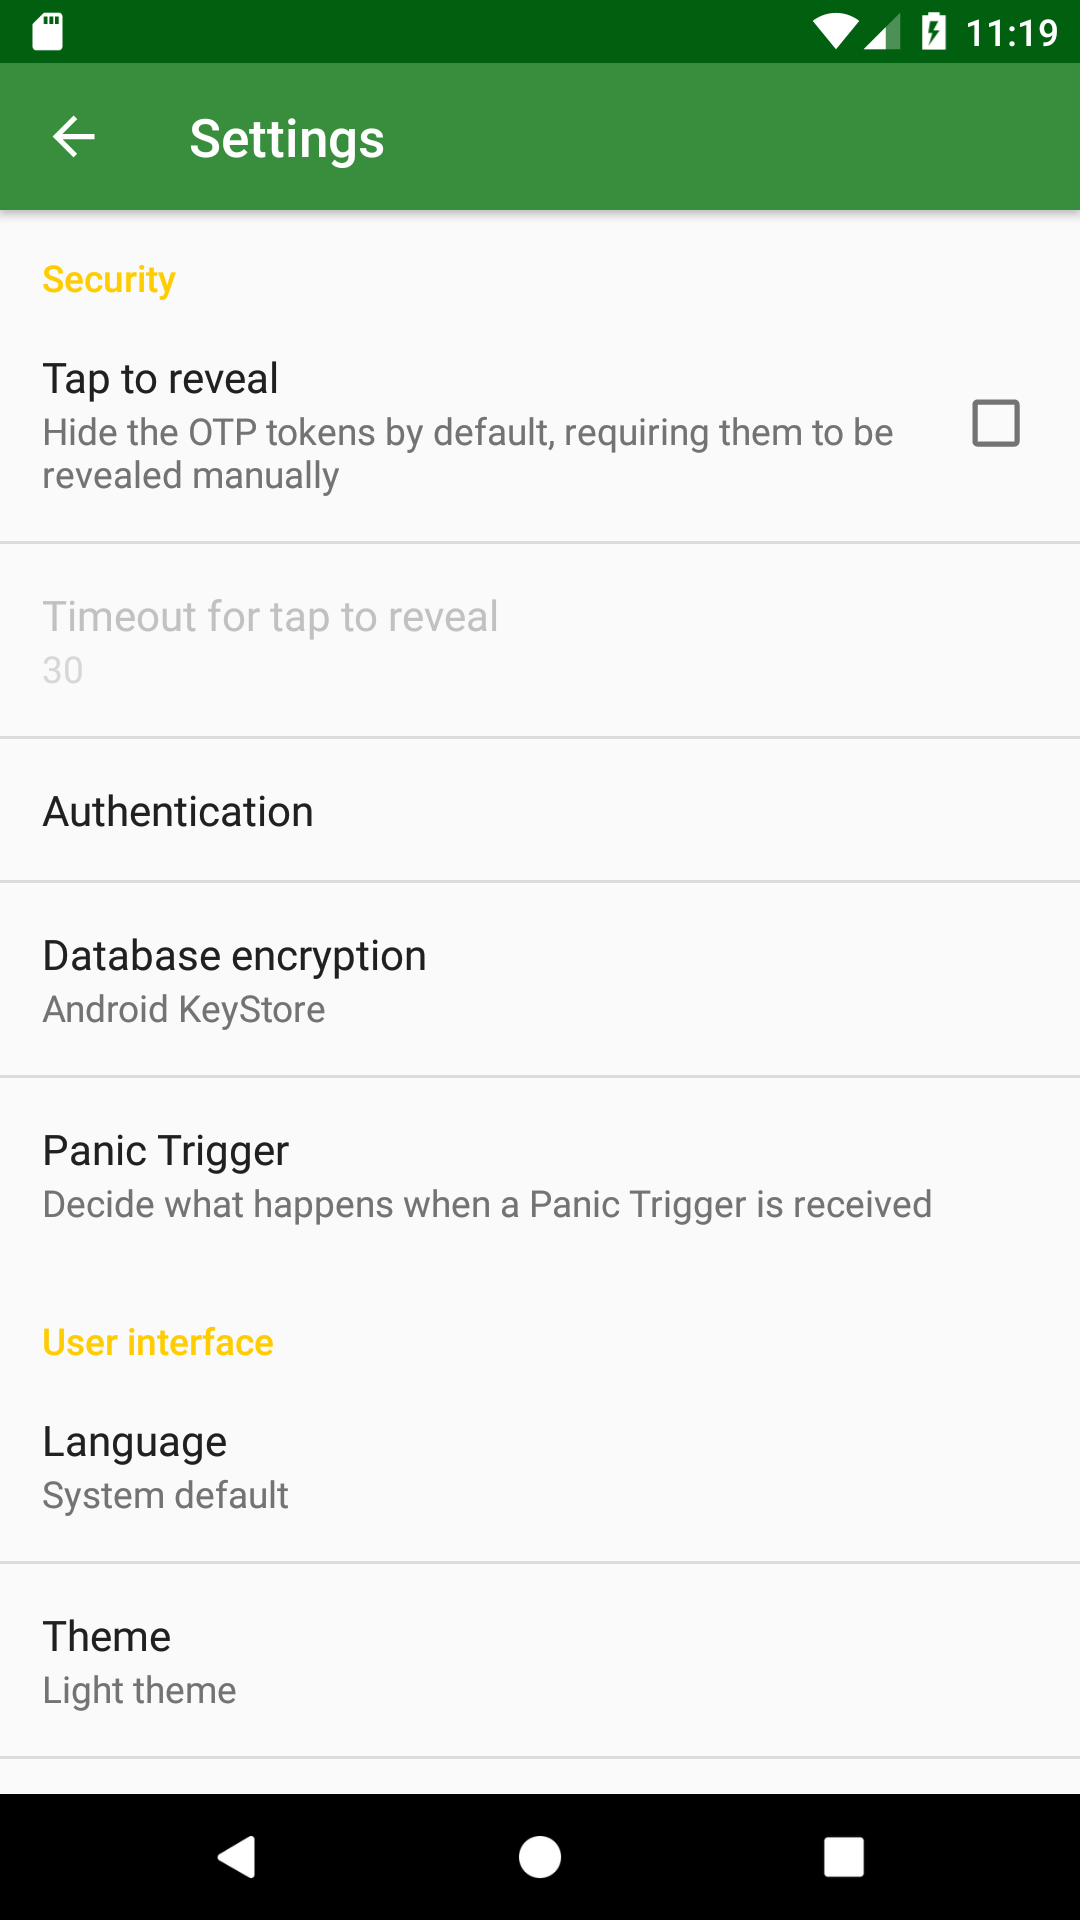 11:19
Settings
Security
Tap to reveal
Hide the OTP tokens by default, requiring them to be
revealed manually
Timeout for tap to reveal
30
Authentication
Database encryption
Android KeyStore
Panic Trigger
Decide what happens when a Panic Trigger is received
User interface
Language
System default
Theme
Light theme